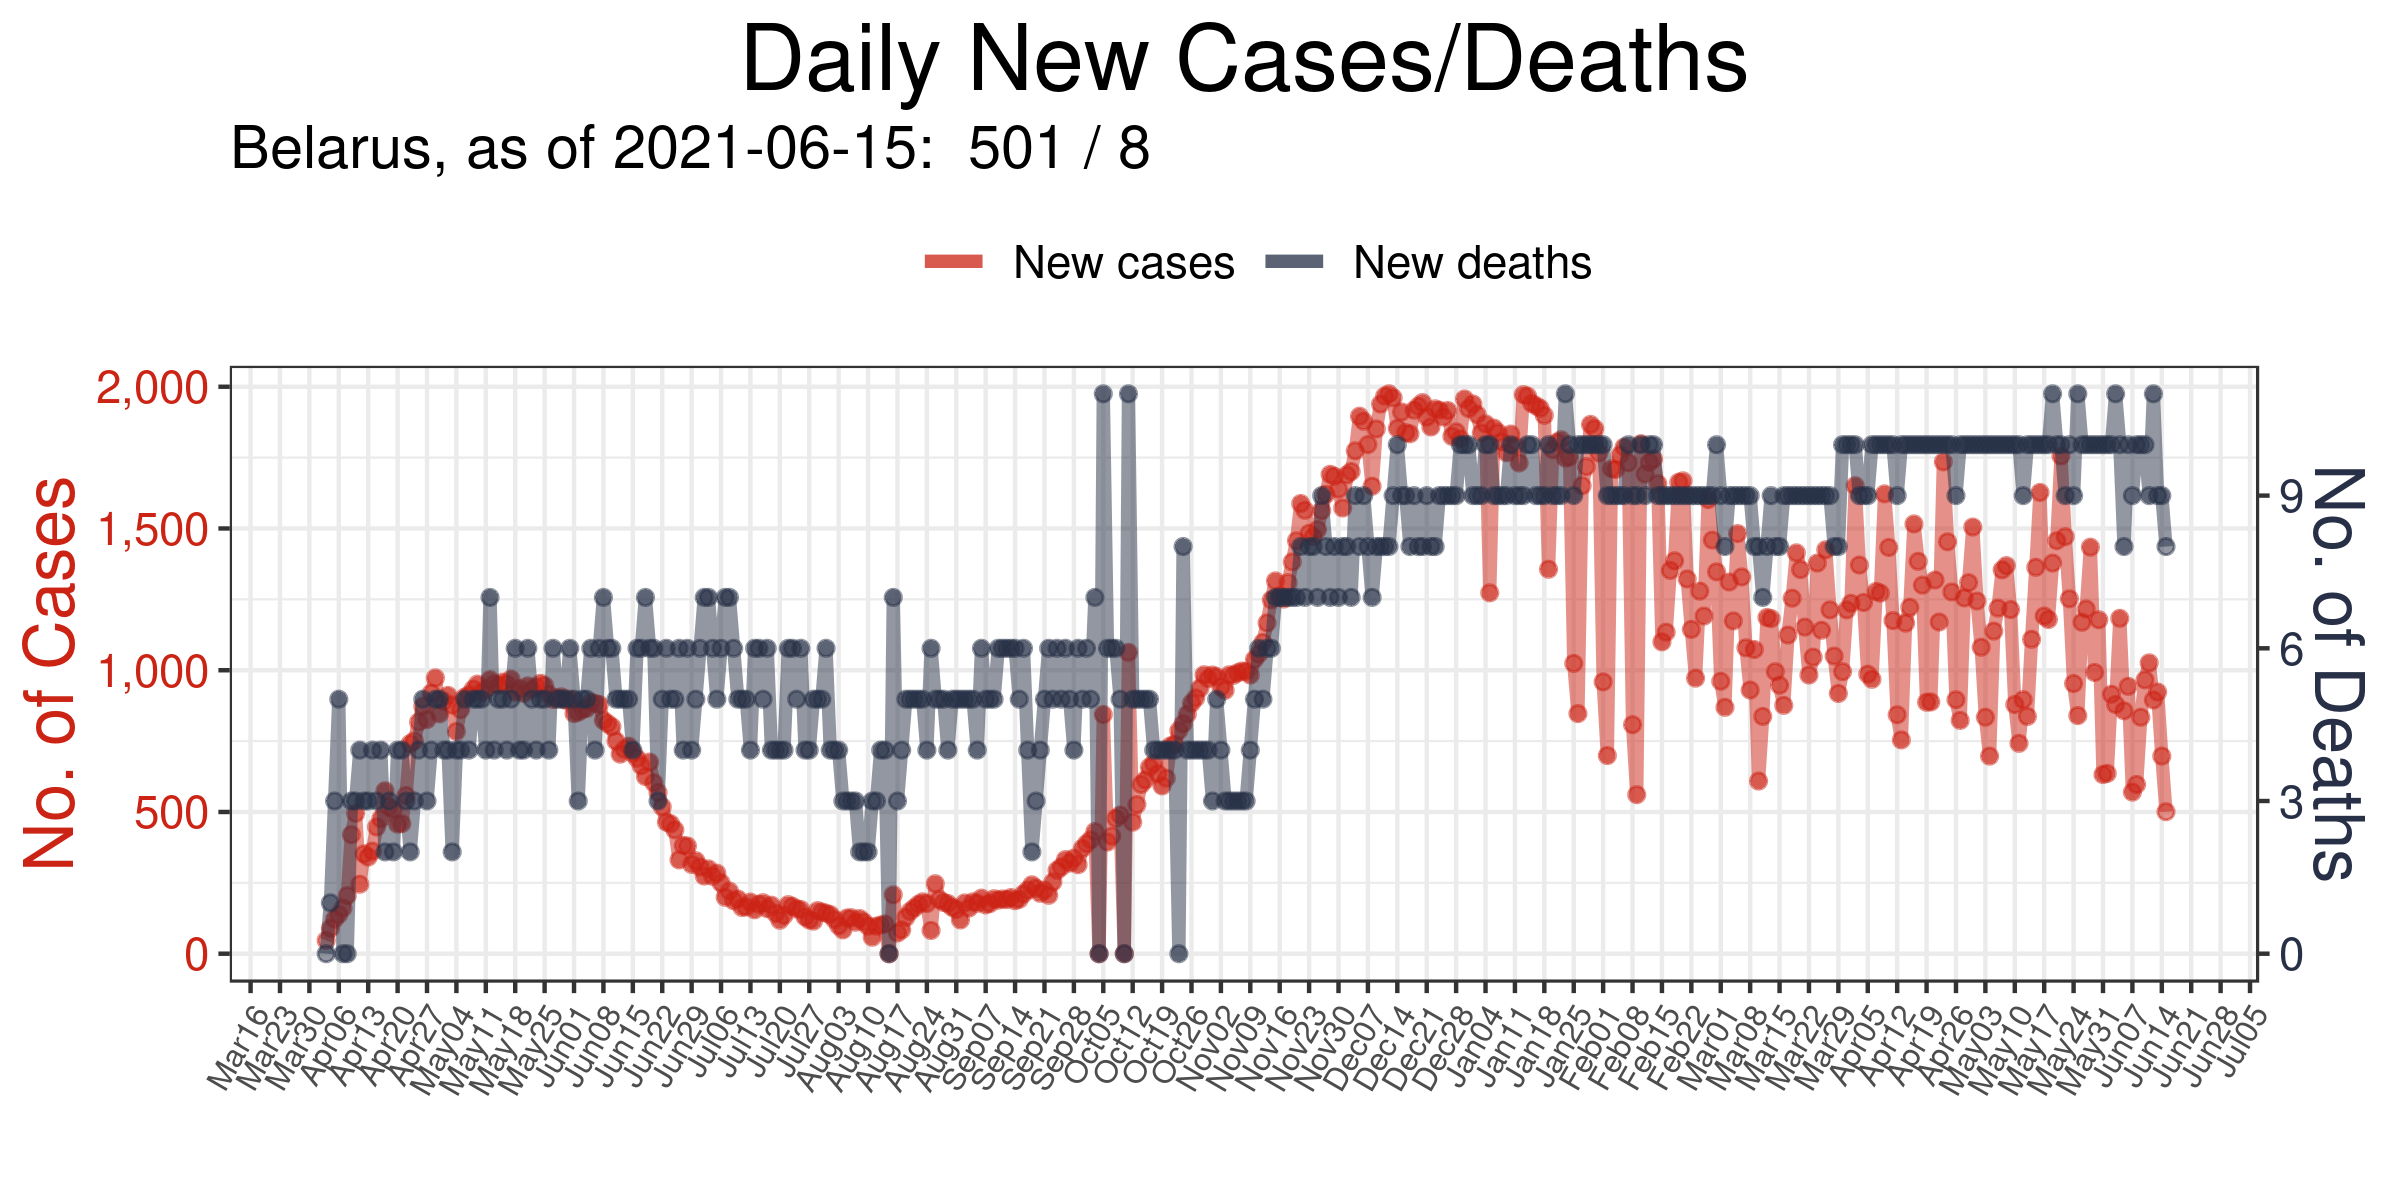 Daily New Cases/Deaths
Belarus, as of 2021-06-15:  501 / 8
New cases
New deaths
No. of Cases
2,000
1,500
1,000
500
0
9
6
3
0
No. of Deaths
Mar16
Mar23
Mar30
Apr06
Apr13
Apr20
Apr27
May04
May11
May18
May25
Jun01
Jun08
Jun15
Jun22
Jun29
Jul06
Jul13
Jul20
Jul27
Aug03
Aug10
Aug17
Aug24
Aug31
Sep07
Sep14
Sep21
Sep28
Oct05
Oct12
Oct19
Oct26
Nov02
Nov09
Nov16
Nov23
Nov30
Dec07
Dec14
Dec21
Dec28
Jan04
Jan11
Jan18
Jan25
Feb01
Feb08
Feb15
Feb22
Mar01
Mar08
Mar15
Mar22
Mar29
Apr05
Apr12
Apr19
Apr26
May03
May10
May17
May24
May31
Jun07
Jun14
Jun21
Jun28
Jul05